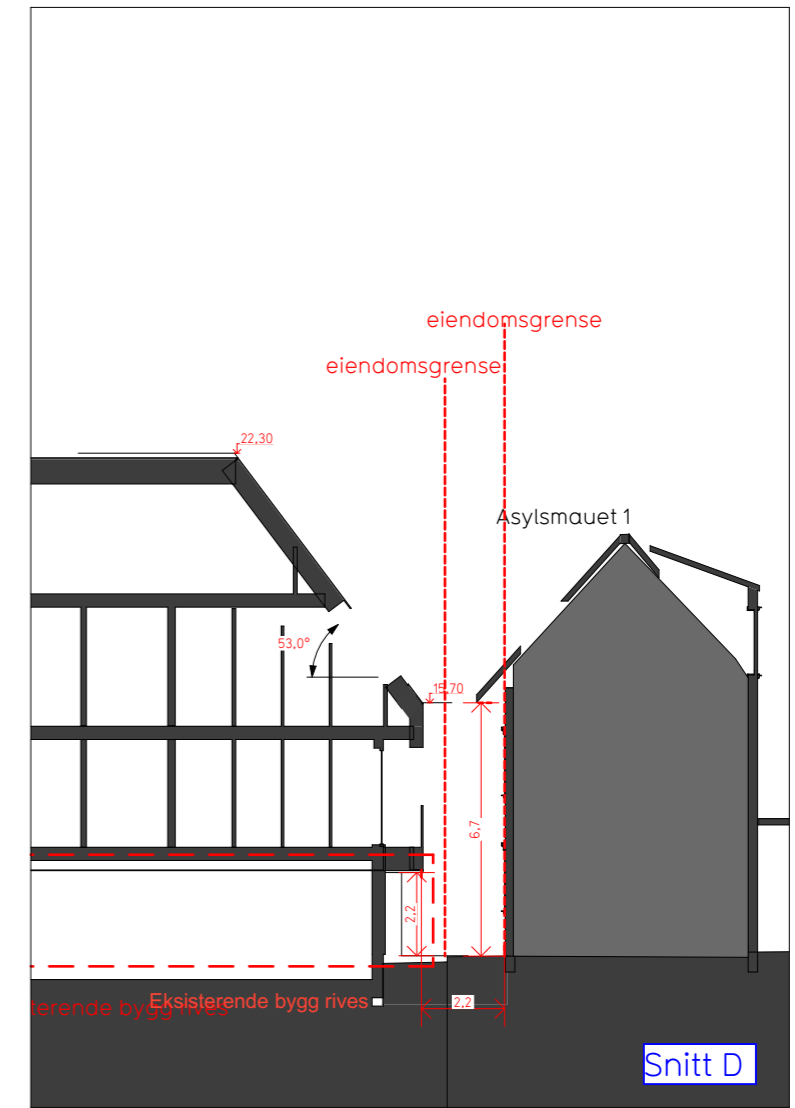 eiendomsgrense
eiendomsgrense
22,30
Asylsmauet 1
53,0°
15,70
6,7
2,2
Eksisterende bygg rives
terende bygg rives
2,2
Snitt D